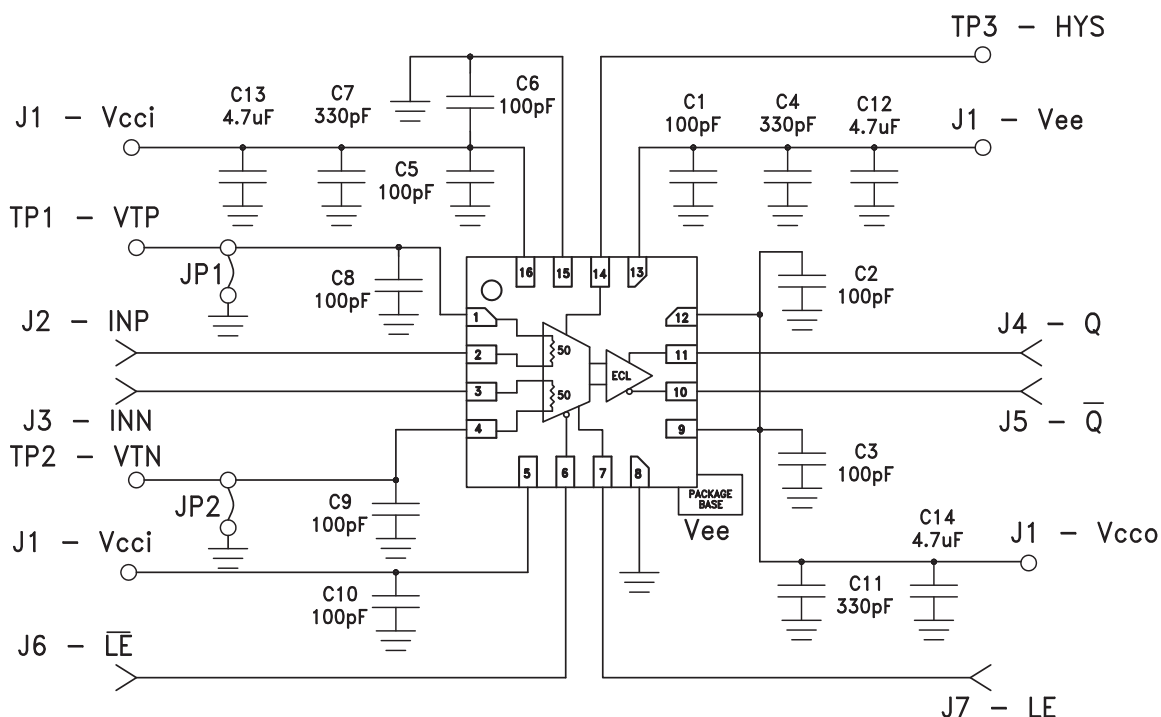 TP3 - HYS
C6
100pF
C13
4.7uF
C7
330pF
J1 - Vcci
C5
100pF
C1
100pF
C4
330pF
C12
4.7uF
J1 - Vee
TP1 - VTP
JP1
C8
100pF
16
15
14
13
C2
100pF
J2 - INP
1
12
J4 - Q
2
50
11
ECL
3
50
10
J3 - INN
J5 - Q̅
4
9
TP2 - VTN
5
6
7
8
C3
100pF
JP2
C9
100pF
PACKAGE
BASE
Vee
C14
4.7uF
J1 - Vcci
J1 - Vcco
C10
100pF
C11
330pF
J6 - L̅E̅
J7 - LE